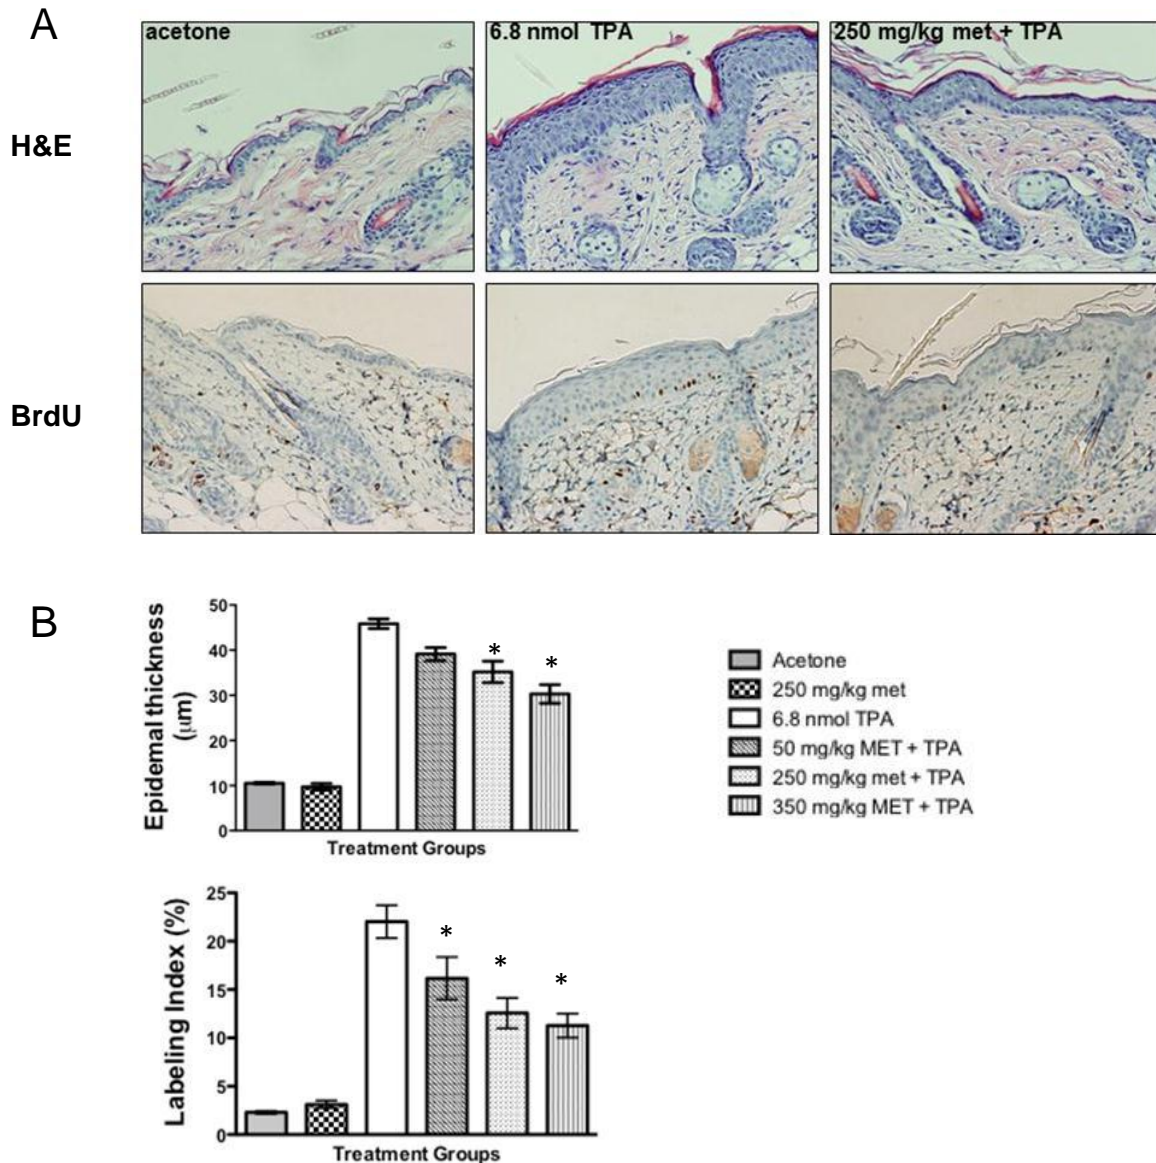 A
acetone
6.8 nmol TPA
250 mg/kg met + TPA
H&E
BrdU
B
Epidemal thickness
(μm)
50
40
30
20
10
0
*
*
Treatment Groups
Acetone
250 mg/kg met
6.8 nmol TPA
50 mg/kg MET + TPA
250 mg/kg met + TPA
350 mg/kg MET + TPA
Labeling Index (%)
25
20
15
10
5
0
*
*
*
Treatment Groups